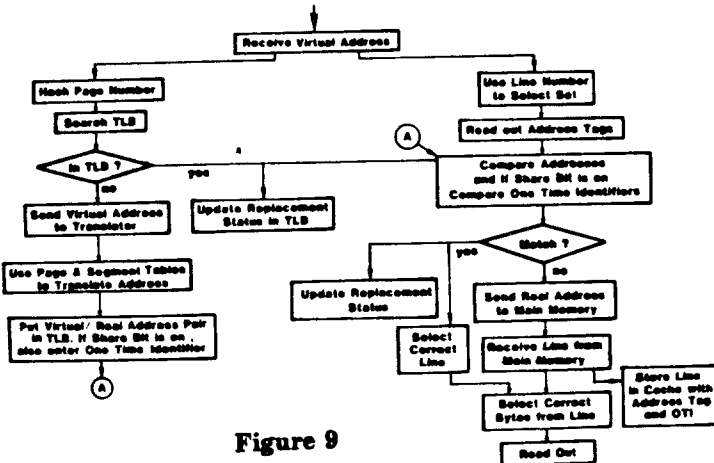 Receive Virtual Address
Hash Page Number
Search TLB
In TLB ?
yes
no
Update Replacement
Status in TLB
Send Virtual Address
to Translator
Use Page & Segment Tables
to Translate Address
Put Virtual/ Real Address Pair
in TLB. If Share Bit is on
also enter One Time Identifier
A
Use Line Number
to Select Set
Read out Address Tags
A
Compare Addresses
and if Share Bit is on
Compare One Time Identifiers
Match ?
yes
no
Update Replacement
Status
Select
Correct
Line
Send Real Address
to Main Memory
Receive Line from
Main Memory
Store Line
in Cache with
Address Tag
and OTI
Select Correct
Bytes from Line
Read Out
Figure 9